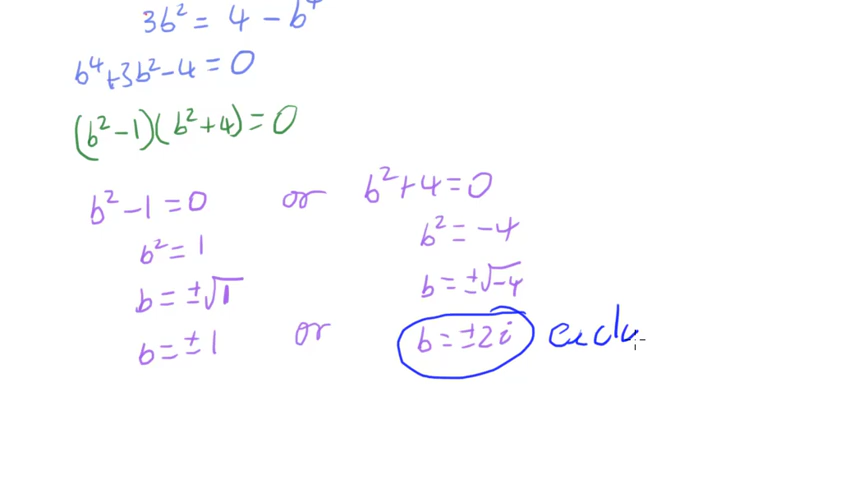 3b² = 4 - b⁴
b⁴+3b²-4=0
(b²-1)(b²+4)=0
b²-1=0 or b²+4=0
b²=1 b²=-4
b=±√1 b=±√-4
b=±1 or b=±2i